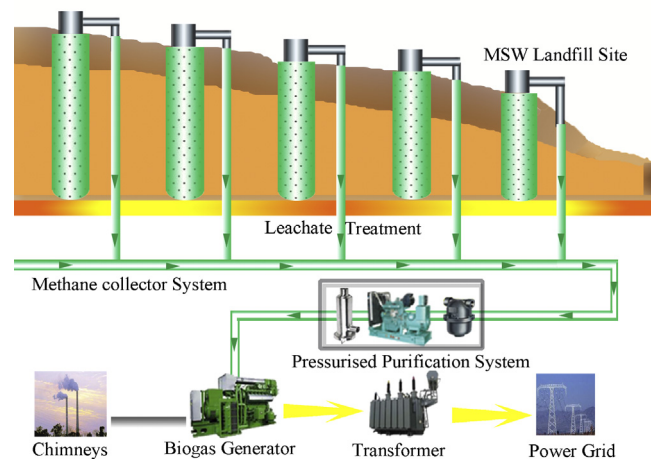 MSW Landfill Site
Leachate Treatment
Methane collector System
Pressurised Purification System
Chimneys
Biogas Generator
Transformer
Power Grid